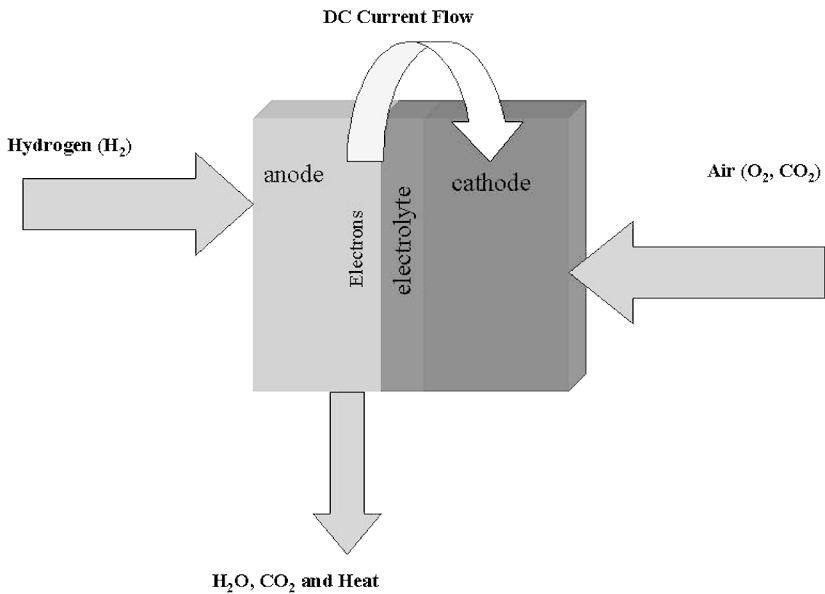 DC Current Flow
Hydrogen (H₂)
anode
cathode
Air (O₂, CO₂)
Electrons
electrolyte
H₂O, CO₂ and Heat